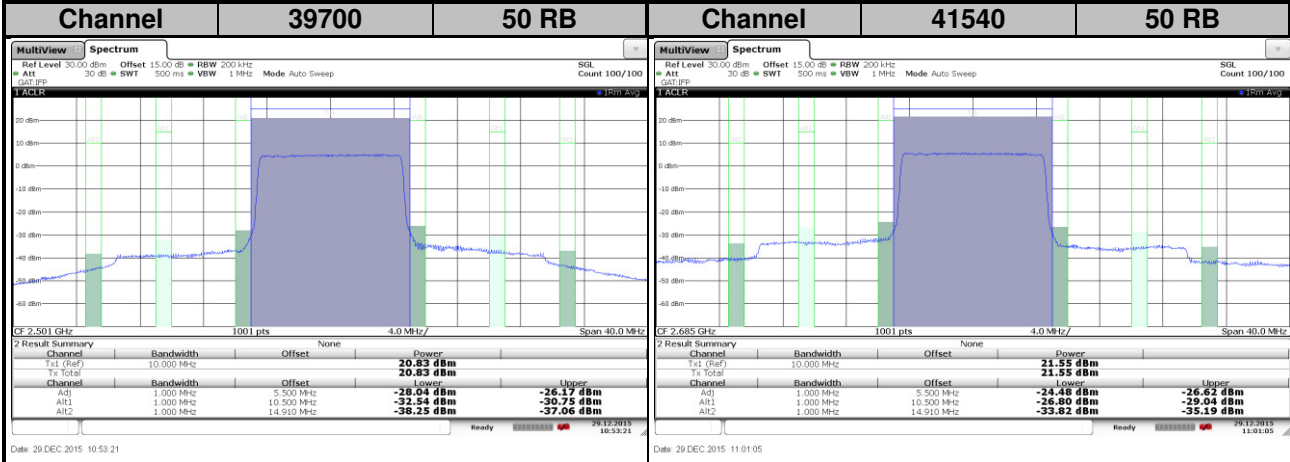 Channel 39700 50 RB
MultiView Spectrum
Ref Level 30.00 dBm Offset 15.00 dB RBW 200 kHz SGL
Att 30 dB SWT 500 ms VBW 1 MHz Mode Auto Sweep Count 100/100
GAT:IFP
1 ACLR 1Rm Avg
20 dBm
10 dBm
0 dBm
-10 dBm
-20 dBm
-30 dBm
-40 dBm
-50 dBm
-60 dBm
CF 2.501 GHz 1001 pts 4.0 MHz/ Span 40.0 MHz
2 Result Summary None
Channel Bandwidth Offset Power
Tx1 (Ref) 10.000 MHz 20.83 dBm
Tx Total 20.83 dBm
Channel Bandwidth Offset Lower Upper
Adj 1.000 MHz 5.500 MHz -28.04 dBm -26.17 dBm
Alt1 1.000 MHz 10.500 MHz -32.54 dBm -30.75 dBm
Alt2 1.000 MHz 14.910 MHz -38.25 dBm -37.06 dBm
Ready 29.12.2015
10:53:21
Date: 29.DEC.2015 10:53:21
Channel 41540 50 RB
MultiView Spectrum
Ref Level 30.00 dBm Offset 15.00 dB RBW 200 kHz SGL
Att 30 dB SWT 500 ms VBW 1 MHz Mode Auto Sweep Count 100/100
GAT:IFP
1 ACLR 1Rm Avg
20 dBm
10 dBm
0 dBm
-10 dBm
-20 dBm
-30 dBm
-40 dBm
-50 dBm
-60 dBm
CF 2.685 GHz 1001 pts 4.0 MHz/ Span 40.0 MHz
2 Result Summary None
Channel Bandwidth Offset Power
Tx1 (Ref) 10.000 MHz 21.55 dBm
Tx Total 21.55 dBm
Channel Bandwidth Offset Lower Upper
Adj 1.000 MHz 5.500 MHz -24.48 dBm -26.62 dBm
Alt1 1.000 MHz 10.500 MHz -26.80 dBm -29.04 dBm
Alt2 1.000 MHz 14.910 MHz -33.82 dBm -35.19 dBm
Ready 29.12.2015
11:01:05
Date: 29.DEC.2015 11:01:05